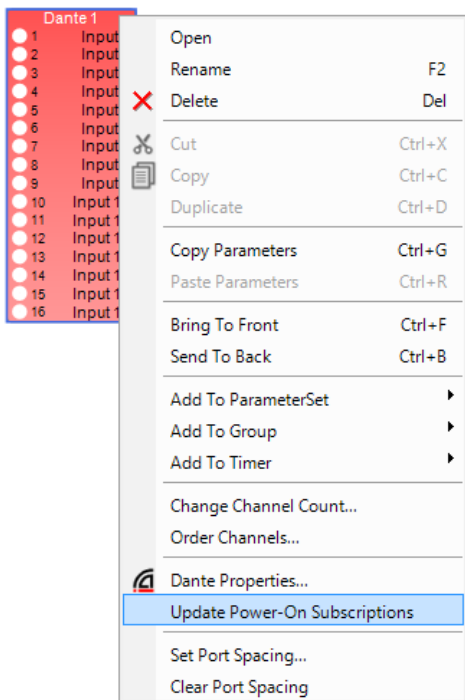 Dante 1
1 Input
2 Input
3 Input
4 Input
5 Input
6 Input
7 Input
8 Input
9 Input
10 Input 1
11 Input 1
12 Input 1
13 Input 1
14 Input 1
15 Input 1
16 Input 1
Open
Rename F2
Delete Del
Cut Ctrl+X
Copy Ctrl+C
Duplicate Ctrl+D
Copy Parameters Ctrl+G
Paste Parameters Ctrl+R
Bring To Front Ctrl+F
Send To Back Ctrl+B
Add To ParameterSet
Add To Group
Add To Timer
Change Channel Count...
Order Channels...
Dante Properties...
Update Power-On Subscriptions
Set Port Spacing...
Clear Port Spacing